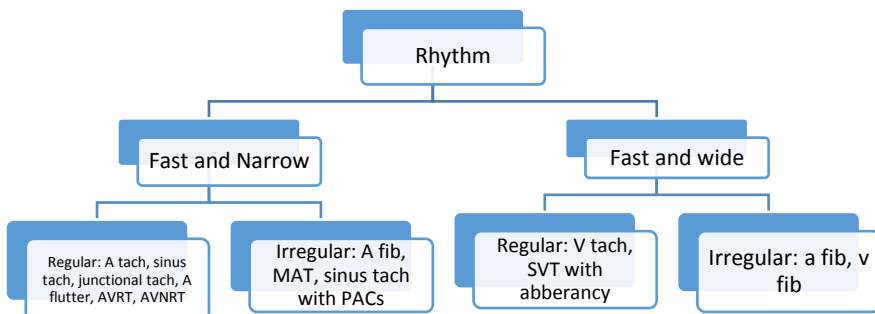 Rhythm
Fast and Narrow
Fast and wide
Regular: A tach, sinus
tach, junctional tach, A
flutter, AVRT, AVNRT
Irregular: A fib,
MAT, sinus tach
with PACs
Regular: V tach,
SVT with
abberancy
Irregular: a fib, v
fib